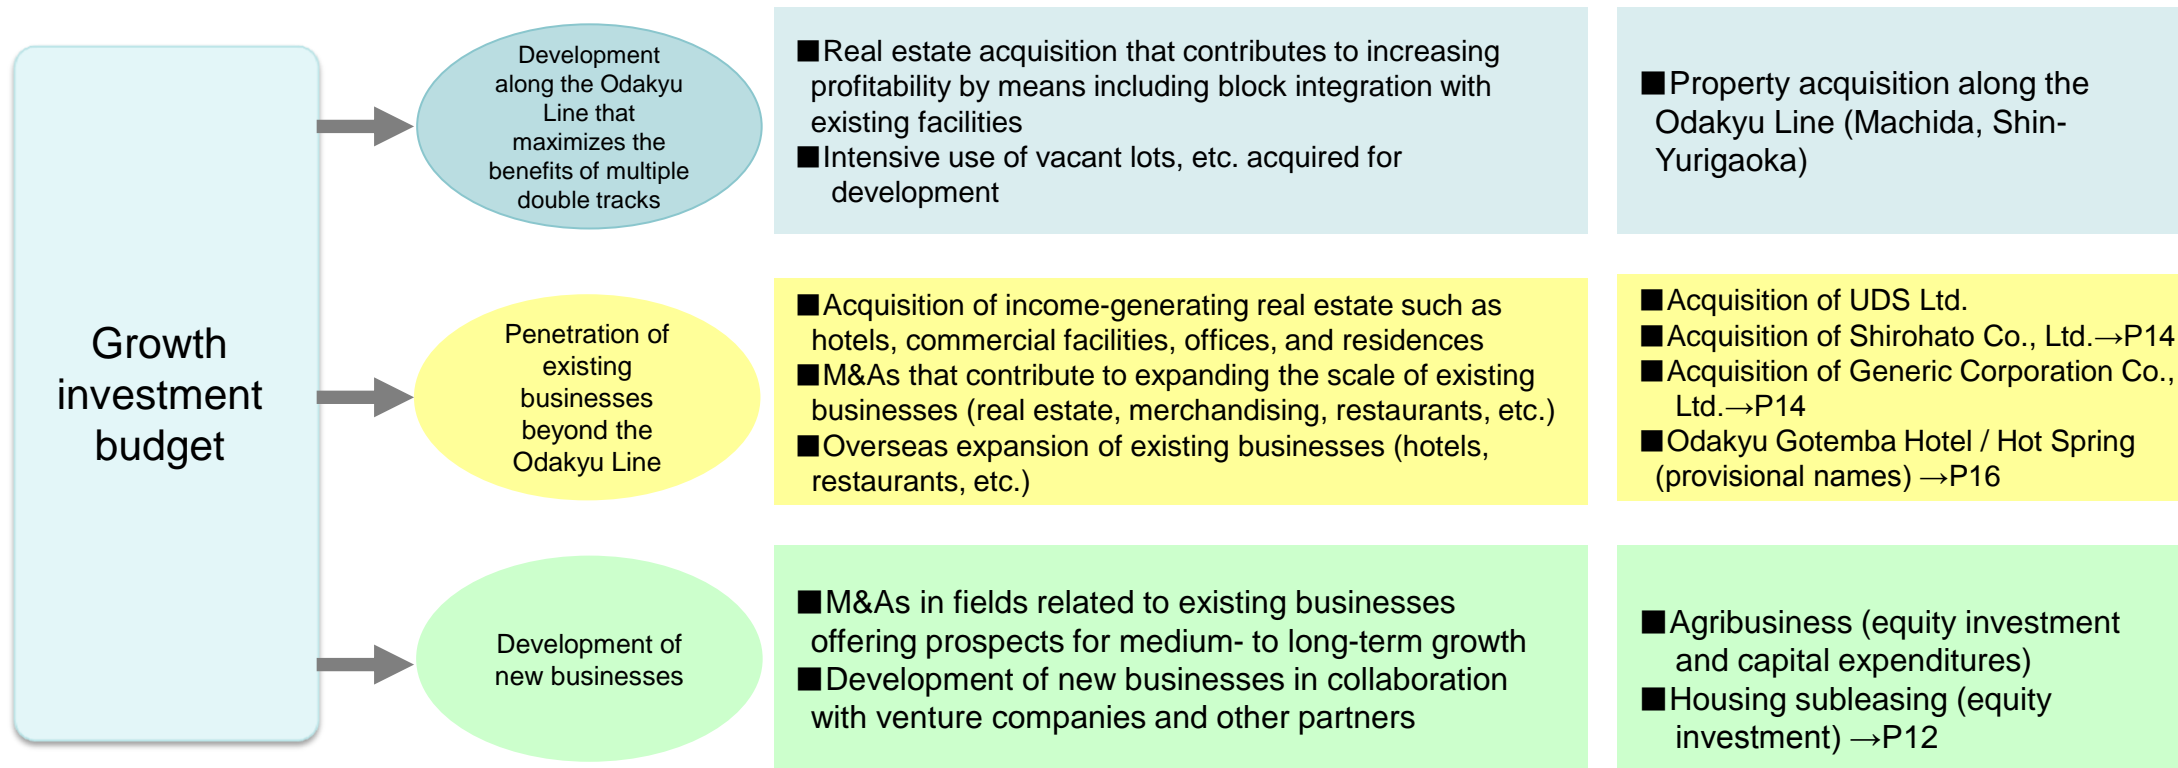 Growth
investment
budget
Development
along the Odakyu
Line that
maximizes the
benefits of multiple
double tracks
■Real estate acquisition that contributes to increasing
profitability by means including block integration with
existing facilities
■Intensive use of vacant lots, etc. acquired for
development
■Property acquisition along the
Odakyu Line (Machida, Shin-
Yurigaoka)
Penetration of
existing
businesses
beyond the
Odakyu Line
■Acquisition of income-generating real estate such as
hotels, commercial facilities, offices, and residences
■M&As that contribute to expanding the scale of existing
businesses (real estate, merchandising, restaurants, etc.)
■Overseas expansion of existing businesses (hotels,
restaurants, etc.)
■Acquisition of UDS Ltd.
■Acquisition of Shirohato Co., Ltd.→P14
■Acquisition of Generic Corporation Co.,
Ltd.→P14
■Odakyu Gotemba Hotel / Hot Spring
(provisional names) →P16
Development of
new businesses
■M&As in fields related to existing businesses
offering prospects for medium- to long-term growth
■Development of new businesses in collaboration
with venture companies and other partners
■Agribusiness (equity investment
and capital expenditures)
■Housing subleasing (equity
investment) →P12